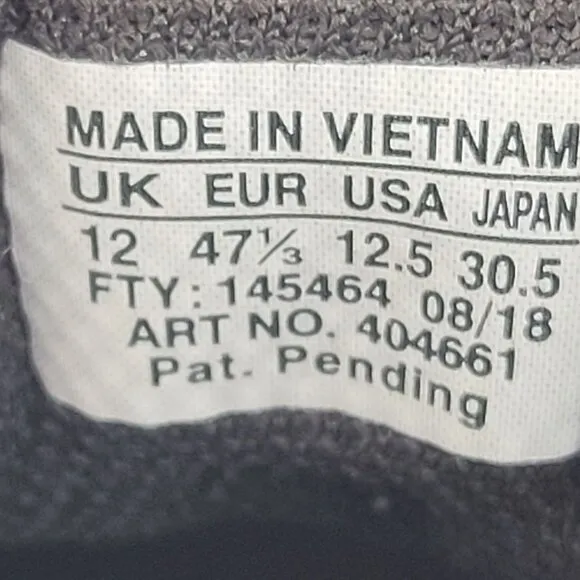 MADE IN VIETNAM
UK EUR USA JAPAN
12 47⅓ 12.5 30.5
FTY: 145464 08/18
ART NO. 404661
Pat. Pending